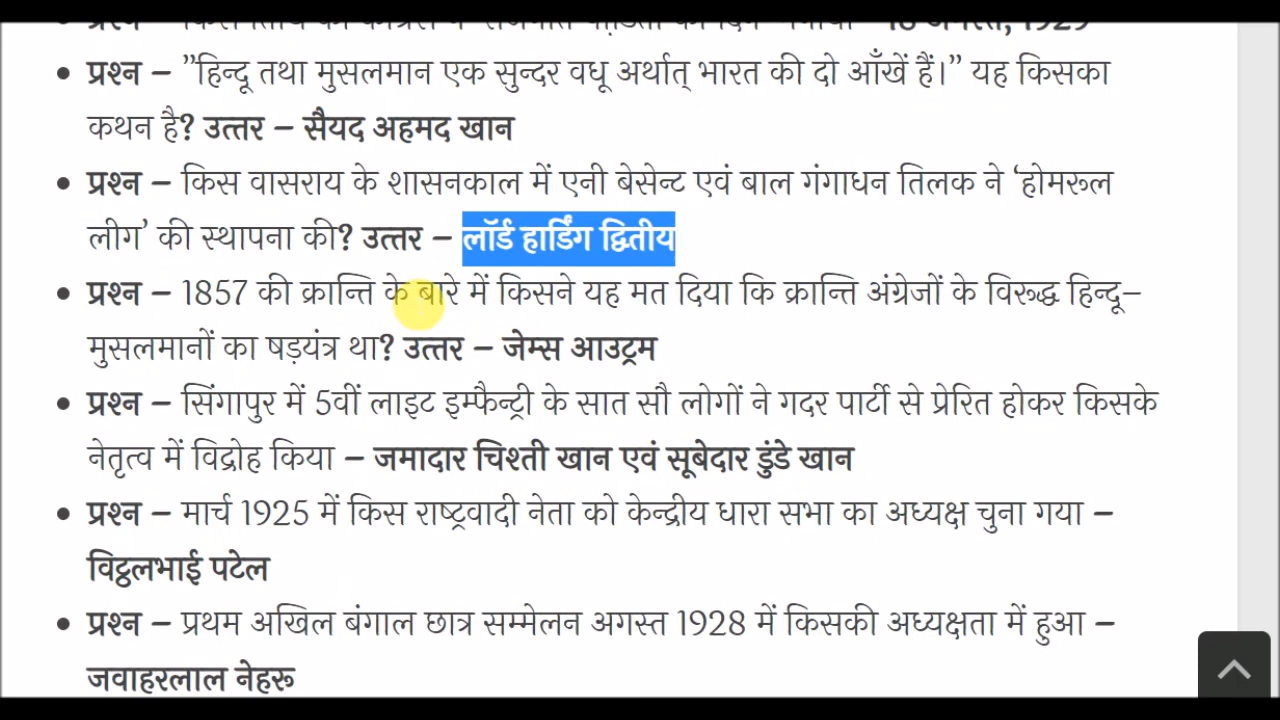 18 अगस्त, 1929
• प्रश्न – ”हिन्दू तथा मुसलमान एक सुन्दर वधू अर्थात् भारत की दो आँखें हैं।” यह किसका
कथन है? उत्तर – सैयद अहमद खान
• प्रश्न – किस वासराय के शासनकाल में एनी बेसेन्ट एवं बाल गंगाधन तिलक ने ‘होमरूल
लीग’ की स्थापना की? उत्तर – लॉर्ड हार्डिंग द्वितीय
• प्रश्न – 1857 की क्रान्ति के बारे में किसने यह मत दिया कि क्रान्ति अंग्रेजों के विरूद्ध हिन्दू–
मुसलमानों का षड़यंत्र था? उत्तर – जेम्स आउट्रम
• प्रश्न – सिंगापुर में 5वीं लाइट इम्फैन्ट्री के सात सौ लोगों ने गदर पार्टी से प्रेरित होकर किसके
नेतृत्व में विद्रोह किया – जमादार चिश्ती खान एवं सूबेदार डुंडे खान
• प्रश्न – मार्च 1925 में किस राष्ट्रवादी नेता को केन्द्रीय धारा सभा का अध्यक्ष चुना गया –
विट्ठलभाई पटेल
• प्रश्न – प्रथम अखिल बंगाल छात्र सम्मेलन अगस्त 1928 में किसकी अध्यक्षता में हुआ –
जवाहरलाल नेहरू